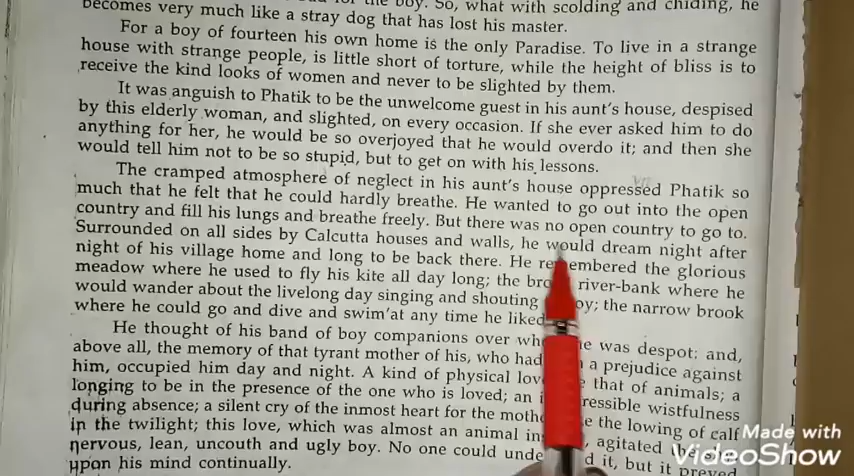 for the boy. So, what with scolding and chiding, he
becomes very much like a stray dog that has lost his master.
For a boy of fourteen his own home is the only Paradise. To live in a strange
house with strange people, is little short of torture, while the height of bliss is to
receive the kind looks of women and never to be slighted by them.
It was anguish to Phatik to be the unwelcome guest in his aunt's house, despised
by this elderly woman, and slighted, on every occasion. If she ever asked him to do
anything for her, he would be so overjoyed that he would overdo it; and then she
would tell him not to be so stupid, but to get on with his lessons.
The cramped atmosphere of neglect in his aunt's house oppressed Phatik so
much that he felt that he could hardly breathe. He wanted to go out into the open
country and fill his lungs and breathe freely. But there was no open country to go to.
Surrounded on all sides by Calcutta houses and walls, he would dream night after
night of his village home and long to be back there. He remembered the glorious
meadow where he used to fly his kite all day long; the river-bank where he
would wander about the livelong day singing and shouting the narrow brook
where he could go and dive and swim at any time he liked
He thought of his band of boy companions over he was despot; and,
above all, the memory of that tyrant mother of his, who had a prejudice against
him, occupied him day and night. A kind of physical that of animals; a
longing to be in the presence of the one who is loved; an wistfulness
during absence; a silent cry of the inmost heart for the the lowing of calf
in the twilight; this love, which was almost an animal agitated
nervous, lean, uncouth and ugly boy. No one could it, but it preyed
upon his mind continually.
Made with
VideoShow